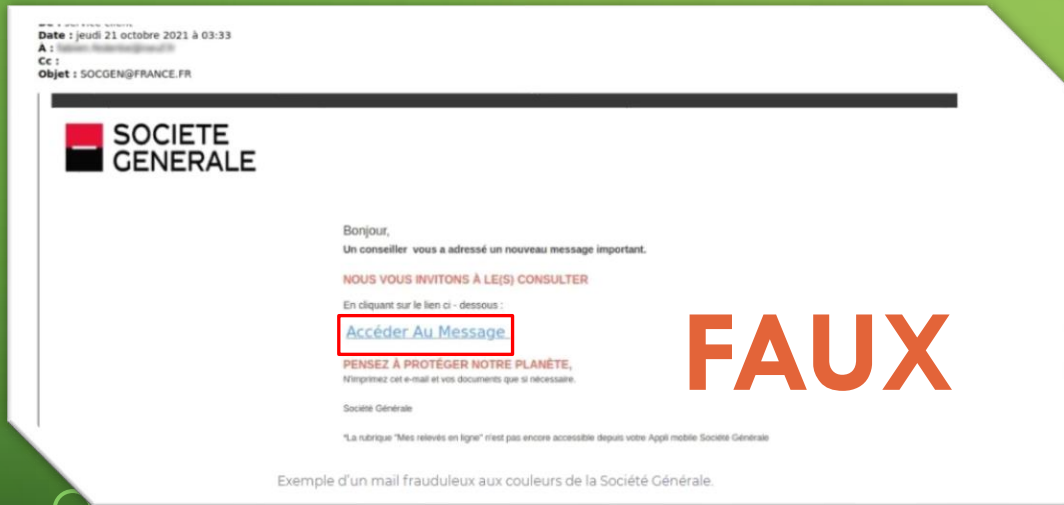 Date : jeudi 21 octobre 2021 à 03:33
À :
Cc :
Objet : SOCGEN@FRANCE.FR
SOCIETE
GENERALE
Bonjour,
Un conseiller vous a adressé un nouveau message important.
NOUS VOUS INVITONS À LE(S) CONSULTER
En cliquant sur le lien ci - dessous :
Accéder Au Message
FAUX
PENSEZ À PROTÉGER NOTRE PLANÈTE,
N'imprimez cet e-mail et vos documents que si nécessaire.
Société Générale
*La rubrique "Mes relevés en ligne" n'est pas encore accessible depuis votre Appli mobile Société Générale
Exemple d'un mail frauduleux aux couleurs de la Société Générale.